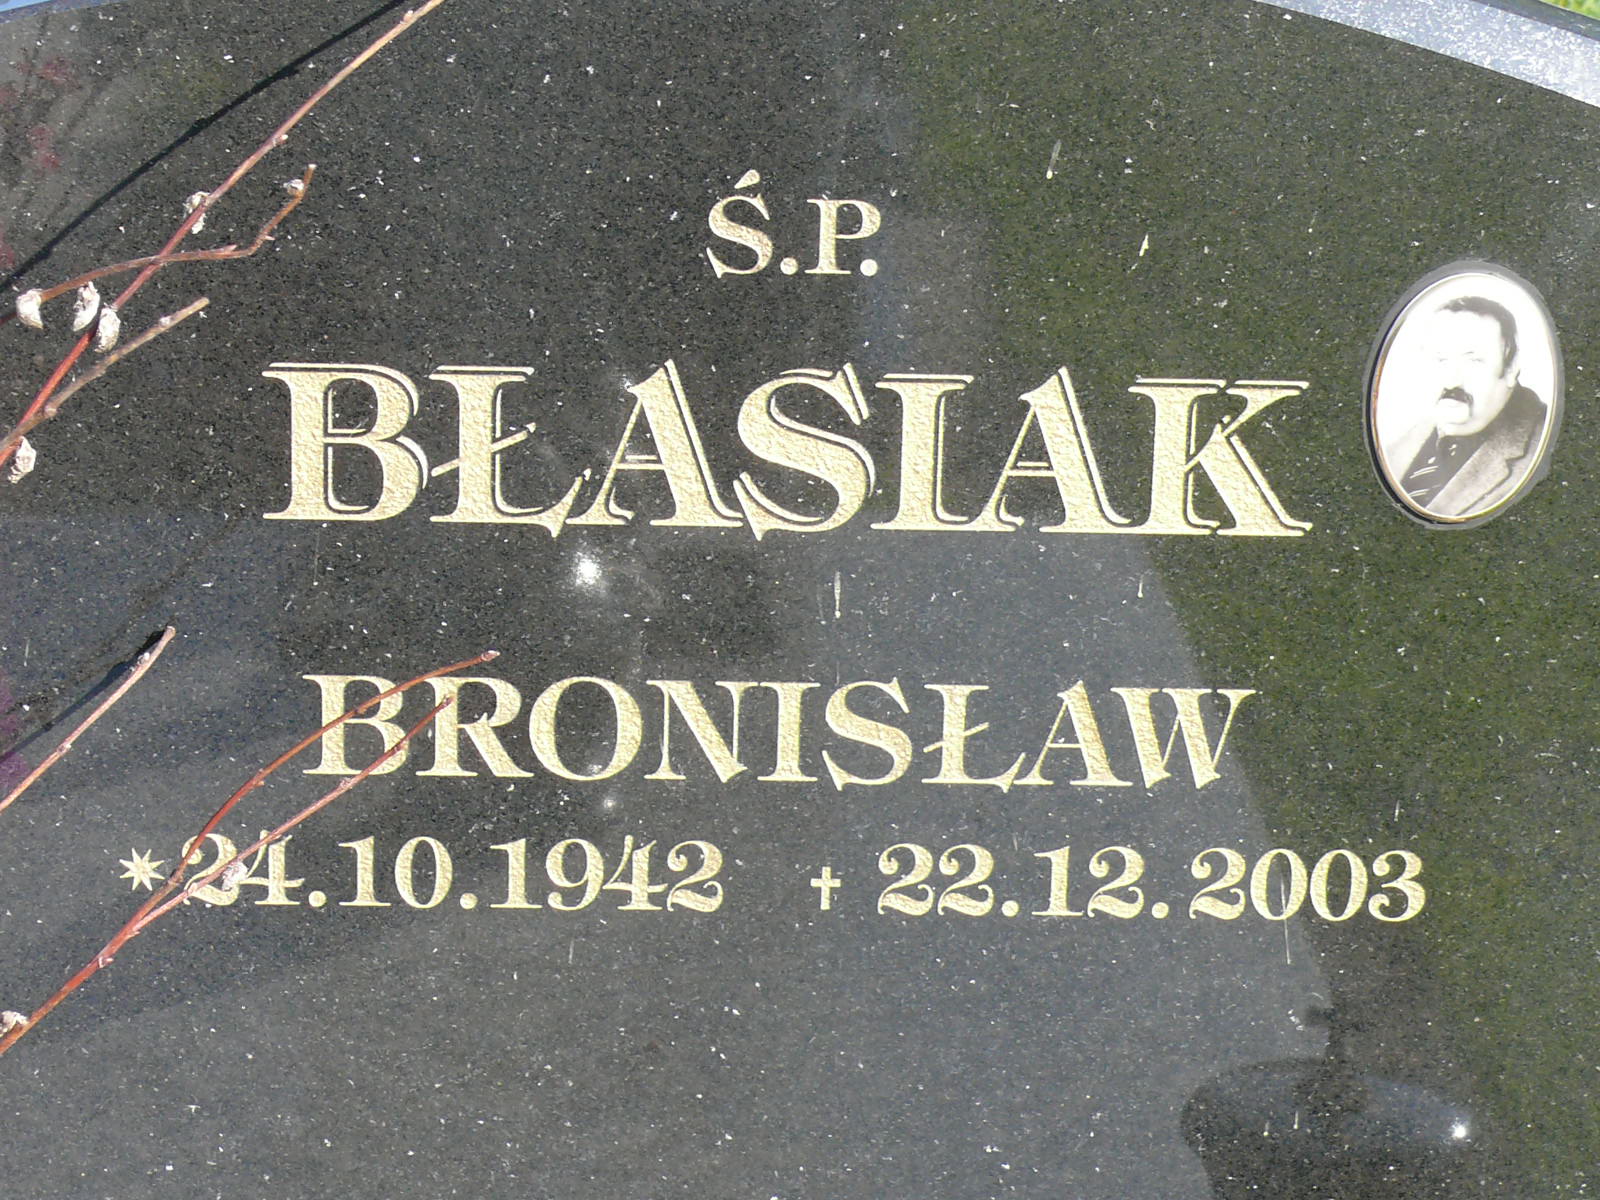 Ś.P.
BŁASIAK
BRONISŁAW
* 24.10.1942 † 22.12.2003